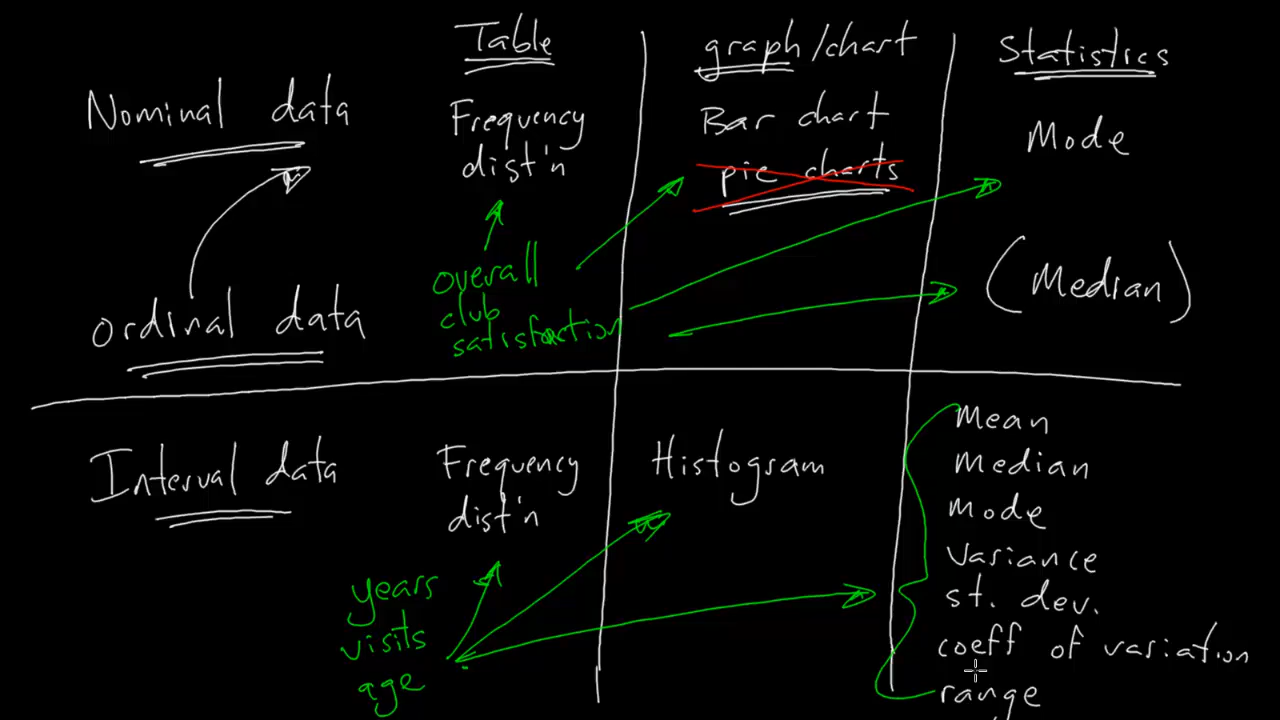 Table
graph/chart
Statistics
Nominal data
Frequency
dist'n
Bar chart
pie charts
Mode
overall
club
satisfaction
ordinal data
(Median)
Interval data
Frequency
dist'n
Histogram
Mean
Median
Mode
Variance
st. dev.
coeff of variation
range
years
visits
age